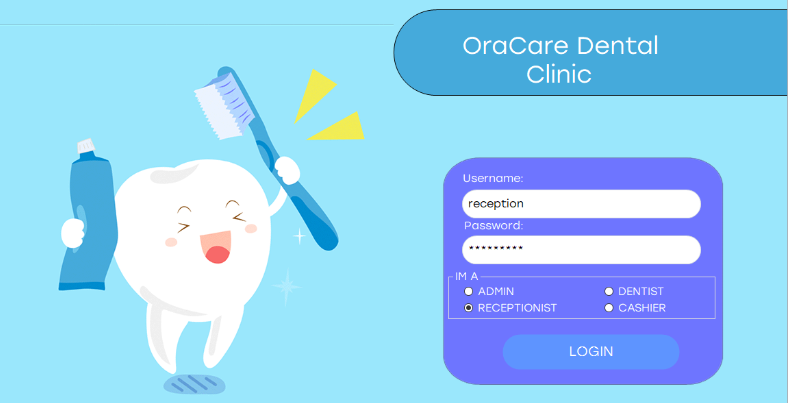 OraCare Dental
Clinic
Username:
reception
Password:
*********
IM A
ADMIN
DENTIST
RECEPTIONIST
CASHIER
LOGIN